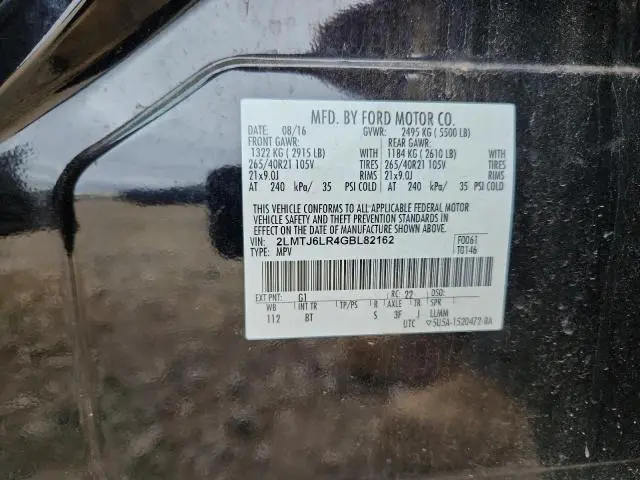 MFD. BY FORD MOTOR CO.
DATE: 08/16 GVWR: 2495 KG ( 5500 LB)
FRONT GAWR: REAR GAWR:
1322 KG ( 2915 LB) WITH 1184 KG ( 2610 LB) WITH
265/40R21 105V TIRES 265/40R21 105V TIRES
21x9.0J RIMS 21x9.0J RIMS
AT 240 kPa/ 35 PSI COLD AT 240 kPa/ 35 PSI COLD
THIS VEHICLE CONFORMS TO ALL APPLICABLE FEDERAL MOTOR
VEHICLE SAFETY AND THEFT PREVENTION STANDARDS IN
EFFECT ON THE DATE OF MANUFACTURE SHOWN ABOVE.
VIN: 2LMTJ6LR4GBL82162 F0061
TYPE: MPV T0146
EXT PNT: G1 RC: 22 DSO:
WB INT TR TP/PS R AXLE TR SPR
112 BT S 3F J LLMM
UTC ▽5U5A-1520472-BA